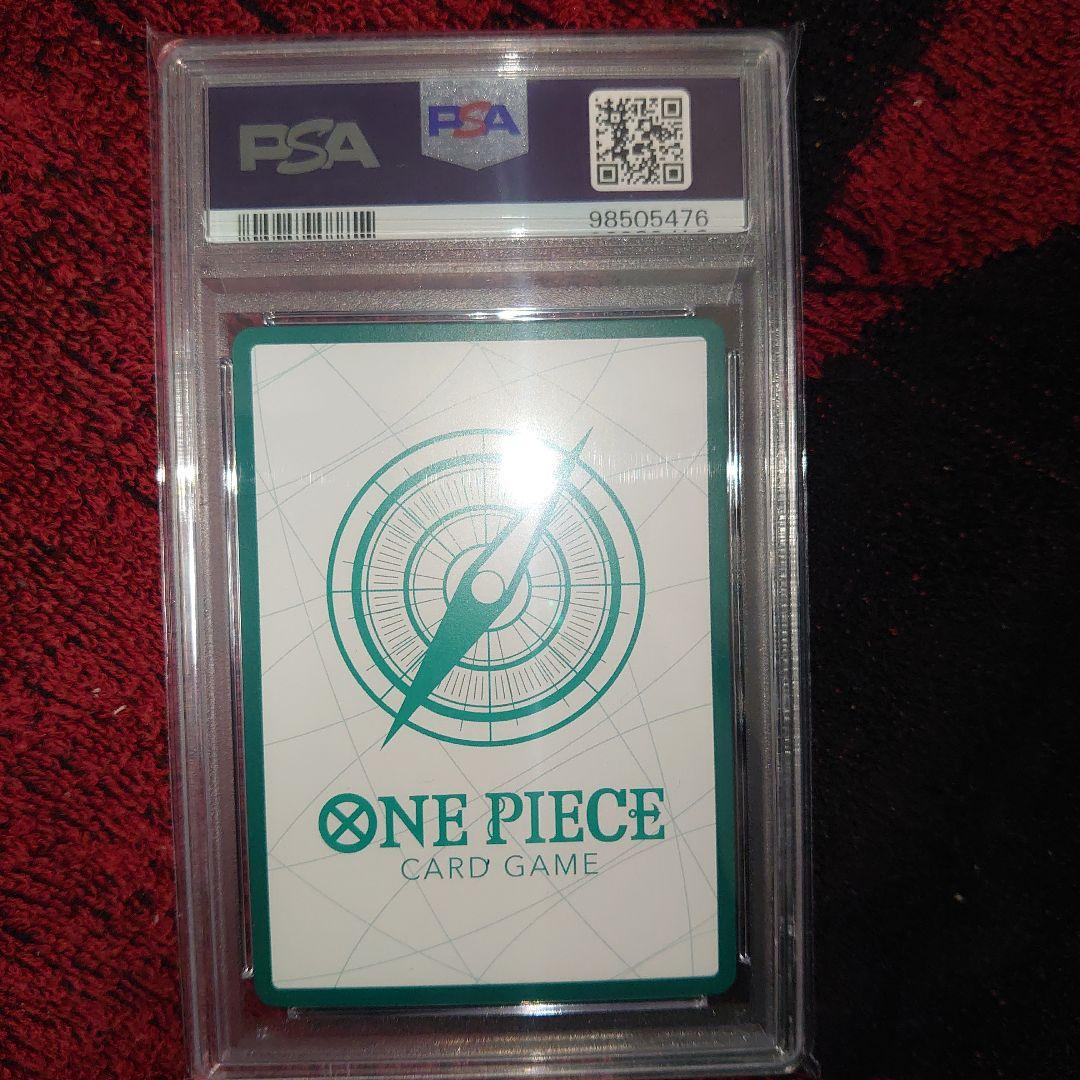 PSA
PSA
98505476
ONE PIECE
CARD GAME